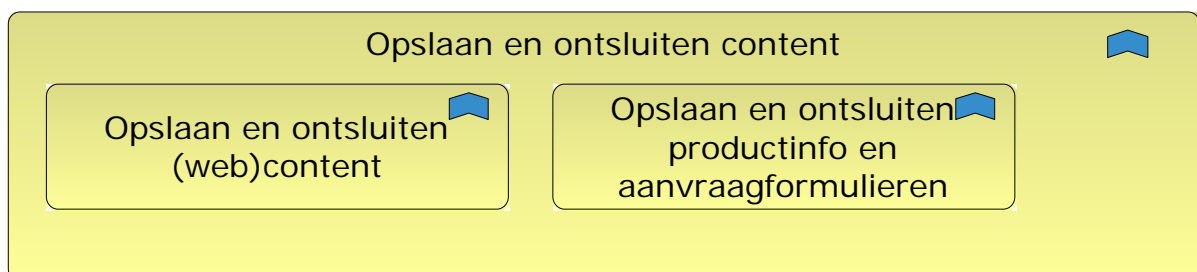 Opslaan en ontsluiten content
Opslaan en ontsluiten
(web)content
Opslaan en ontsluiten
productinfo en
aanvraagformulieren